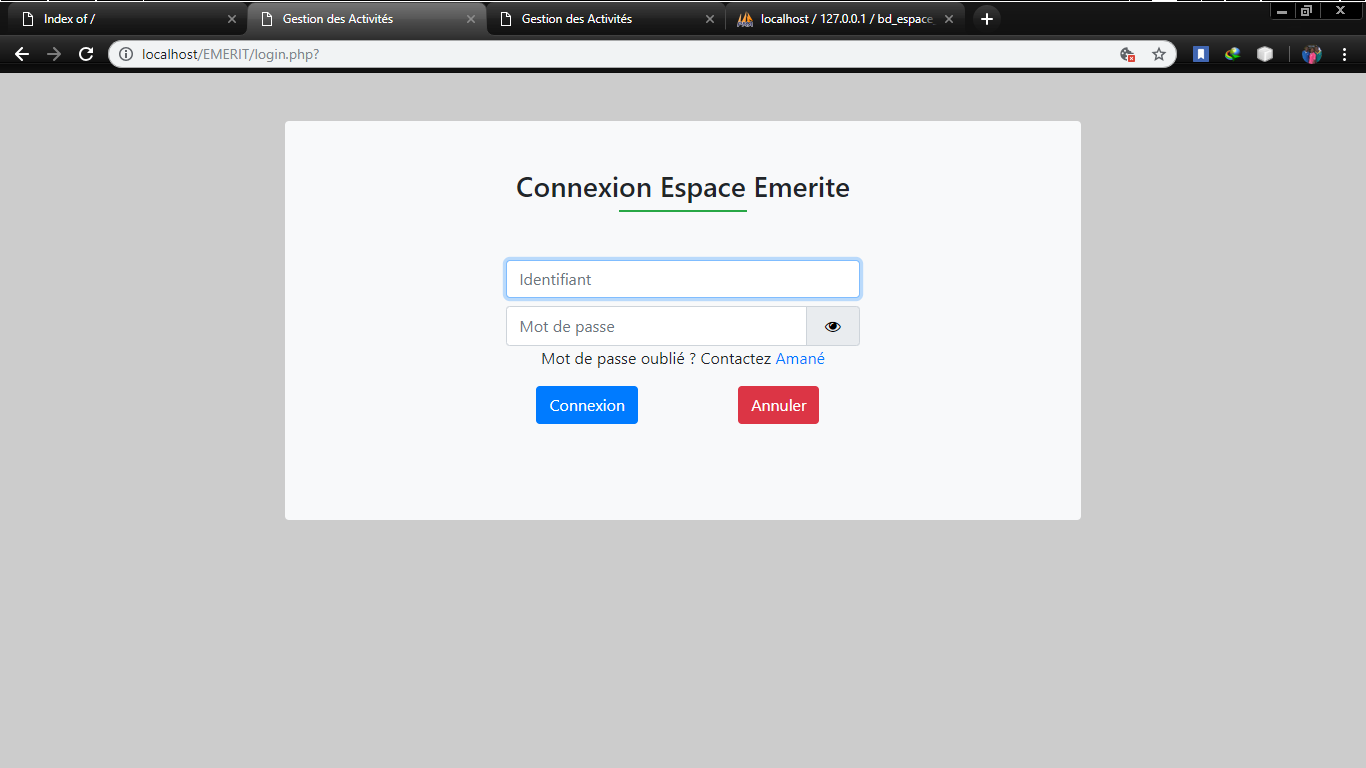 Index of /
Gestion des Activités
Gestion des Activités
localhost / 127.0.0.1 / bd_espace_
localhost/EMERIT/login.php?
Connexion Espace Emerite
Identifiant
Mot de passe
Mot de passe oublié ? Contactez Amané
Connexion
Annuler